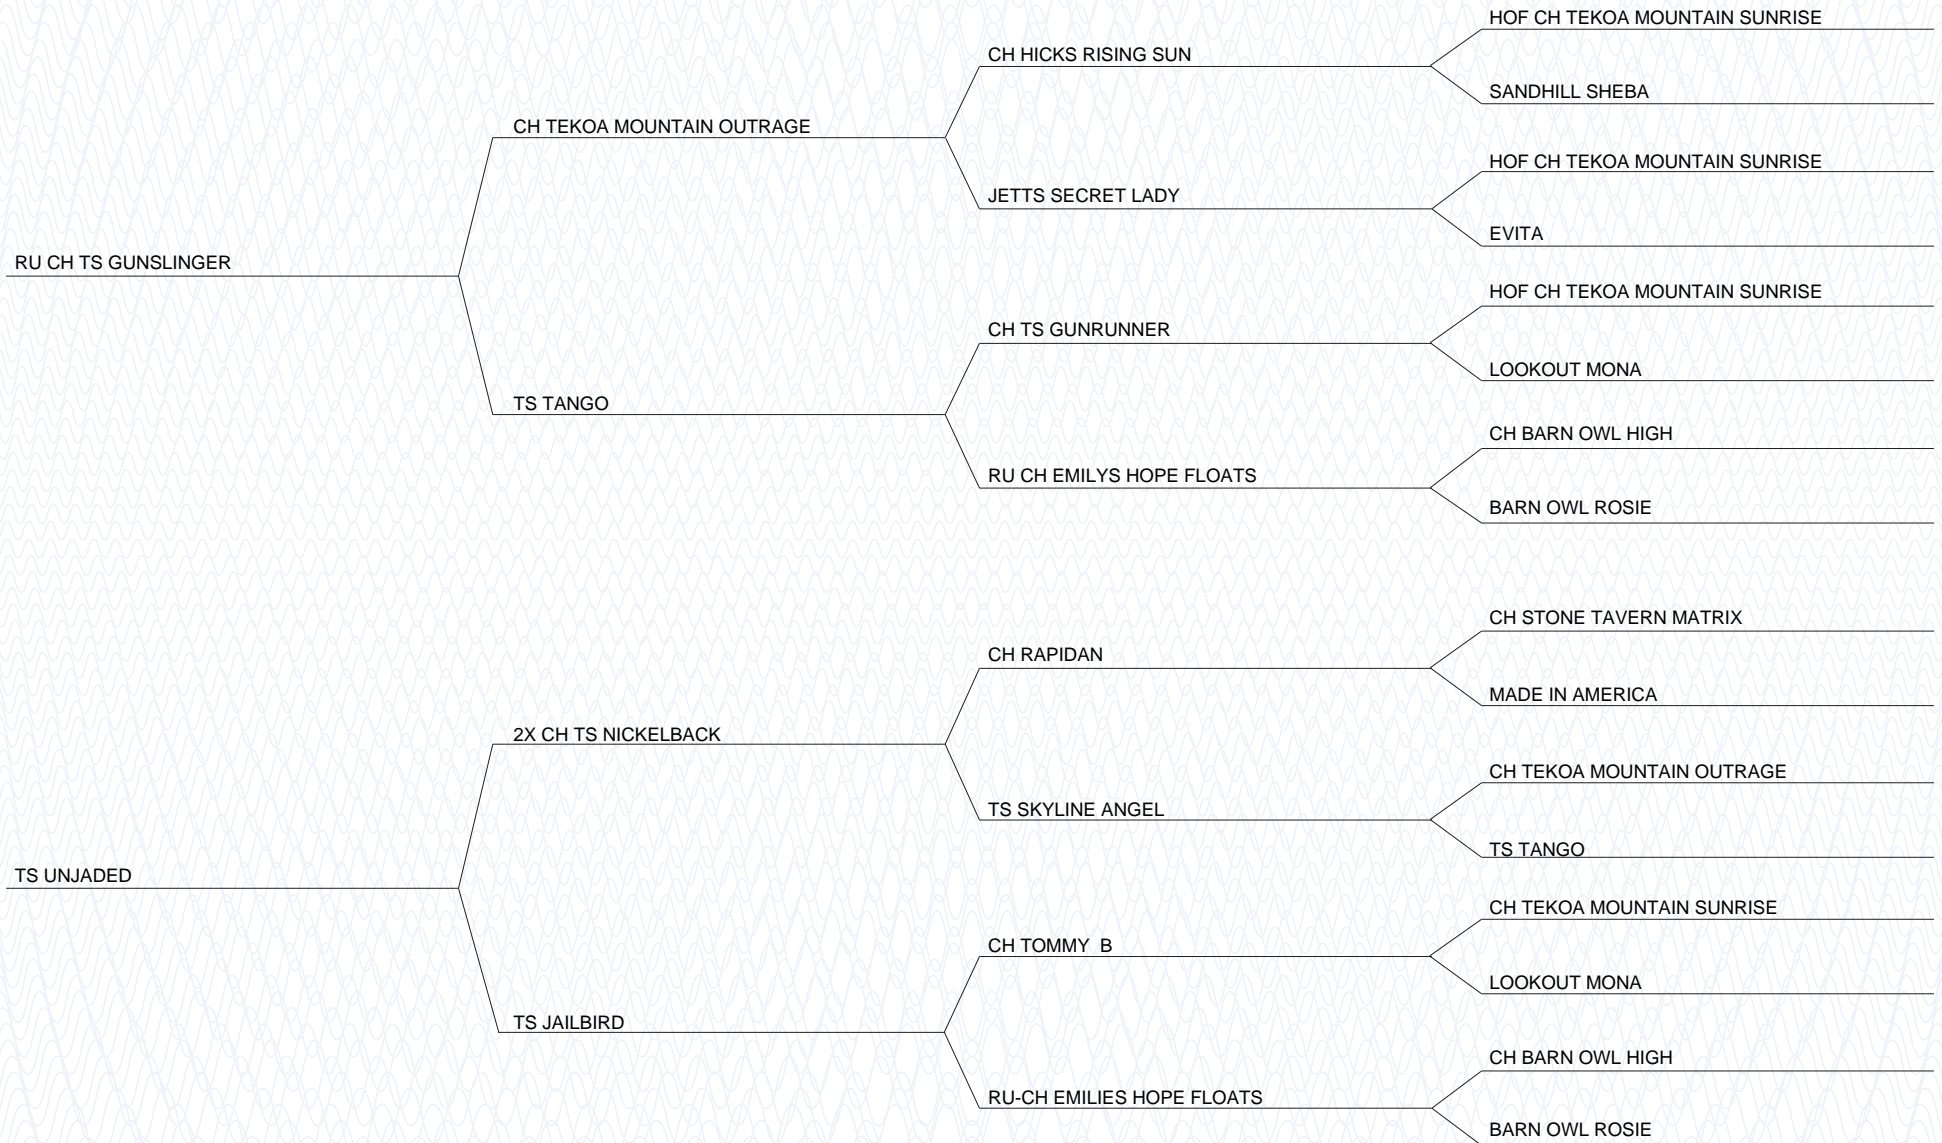 HOF CH TEKOA MOUNTAIN SUNRISE
CH HICKS RISING SUN
SANDHILL SHEBA
CH TEKOA MOUNTAIN OUTRAGE
HOF CH TEKOA MOUNTAIN SUNRISE
JETTS SECRET LADY
EVITA
RU CH TS GUNSLINGER
HOF CH TEKOA MOUNTAIN SUNRISE
CH TS GUNRUNNER
LOOKOUT MONA
TS TANGO
CH BARN OWL HIGH
RU CH EMILYS HOPE FLOATS
BARN OWL ROSIE
CH STONE TAVERN MATRIX
CH RAPIDAN
MADE IN AMERICA
2X CH TS NICKELBACK
CH TEKOA MOUNTAIN OUTRAGE
TS SKYLINE ANGEL
TS TANGO
TS UNJADED
CH TEKOA MOUNTAIN SUNRISE
CH TOMMY  B
LOOKOUT MONA
TS JAILBIRD
CH BARN OWL HIGH
RU-CH EMILIES HOPE FLOATS
BARN OWL ROSIE